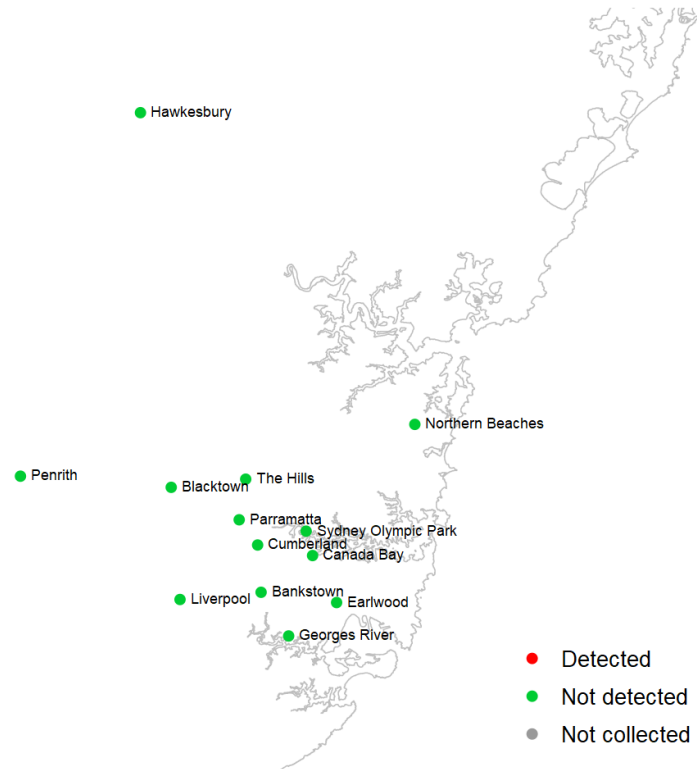 Hawkesbury
Northern Beaches
Penrith
The Hills
Blacktown
Parramatta
Sydney Olympic Park
Cumberland
Canada Bay
Bankstown
Liverpool
Earlwood
Georges River
Detected
Not detected
Not collected